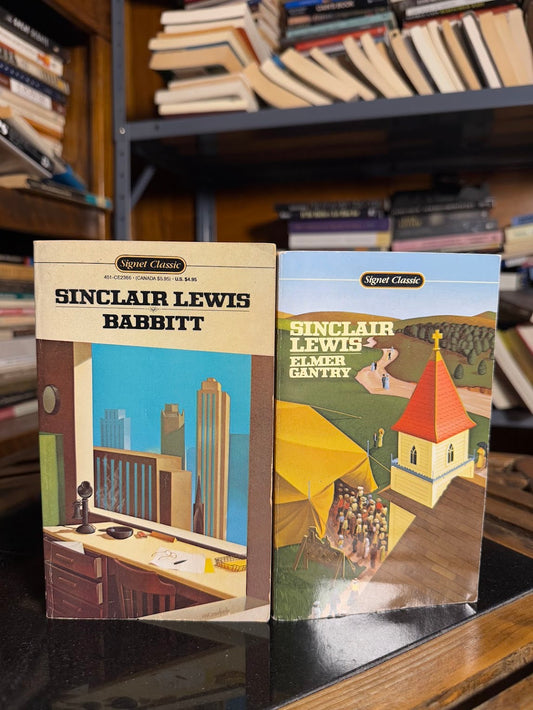 Signet Classic
451-CE2366 • (CANADA $5.95) • U.S. $4.95
SINCLAIR LEWIS
BABBITT
Signet Classic
SINCLAIR
LEWIS
ELMER
GANTRY